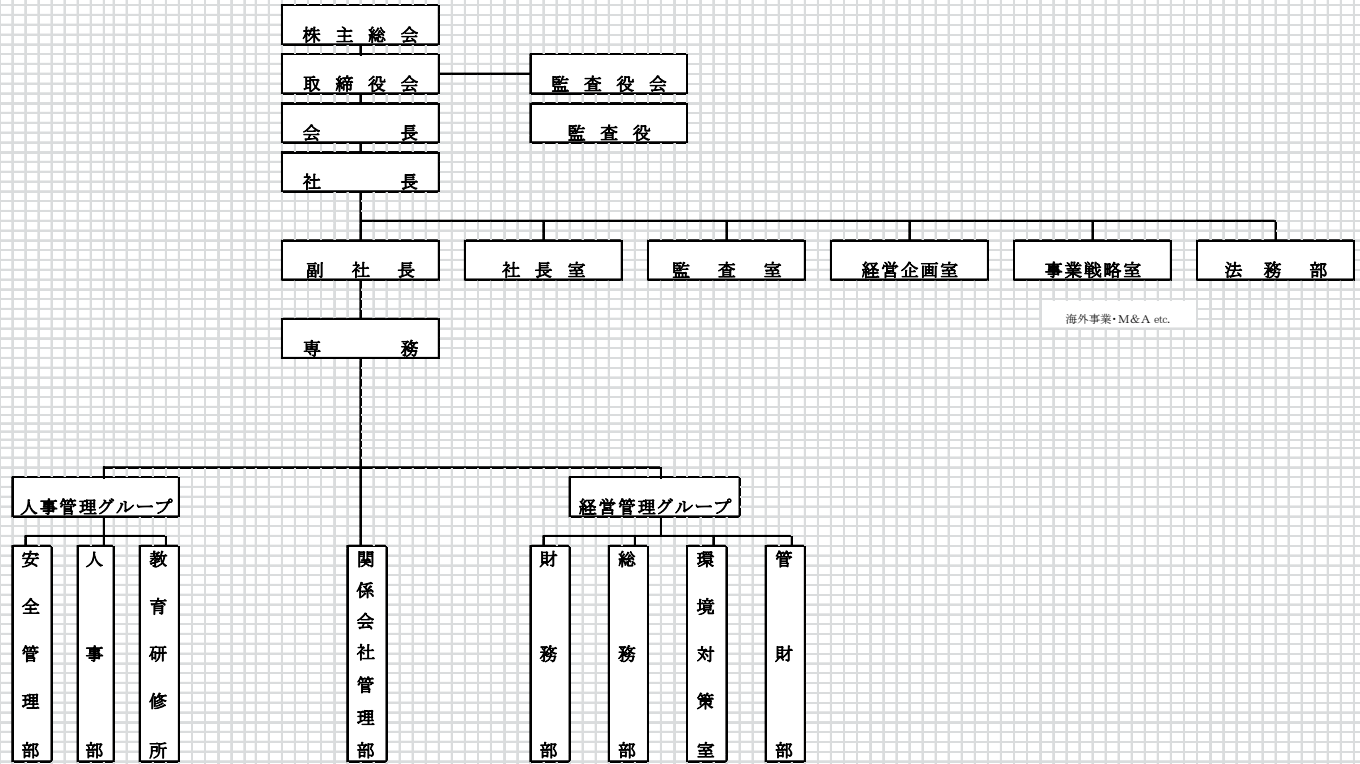 株主総会
取締役会
監査役会
会長
監査役
社長
副社長
社長室
監査室
経営企画室
事業戦略室
法務部
海外事業・M&A etc.
専務
人事管理グループ
経営管理グループ
安全管理部
人事部
教育研修所
関係会社管理部
財務部
総務部
環境対策室
管財部